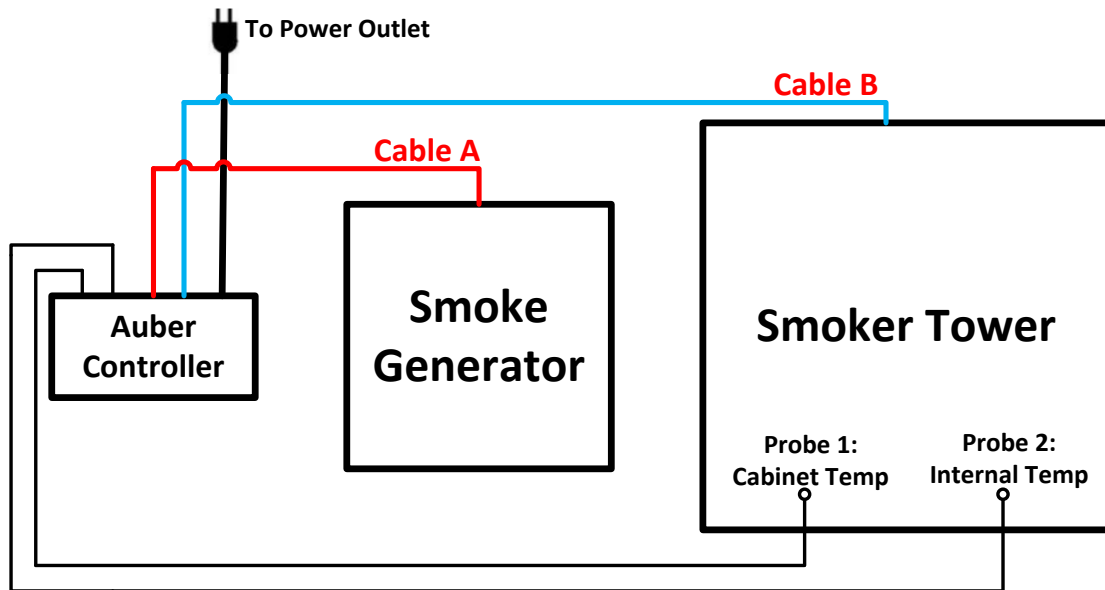 To Power Outlet
Cable B
Cable A
Auber
Controller
Smoke
Generator
Smoker Tower
Probe 1:
Cabinet Temp
Probe 2:
Internal Temp